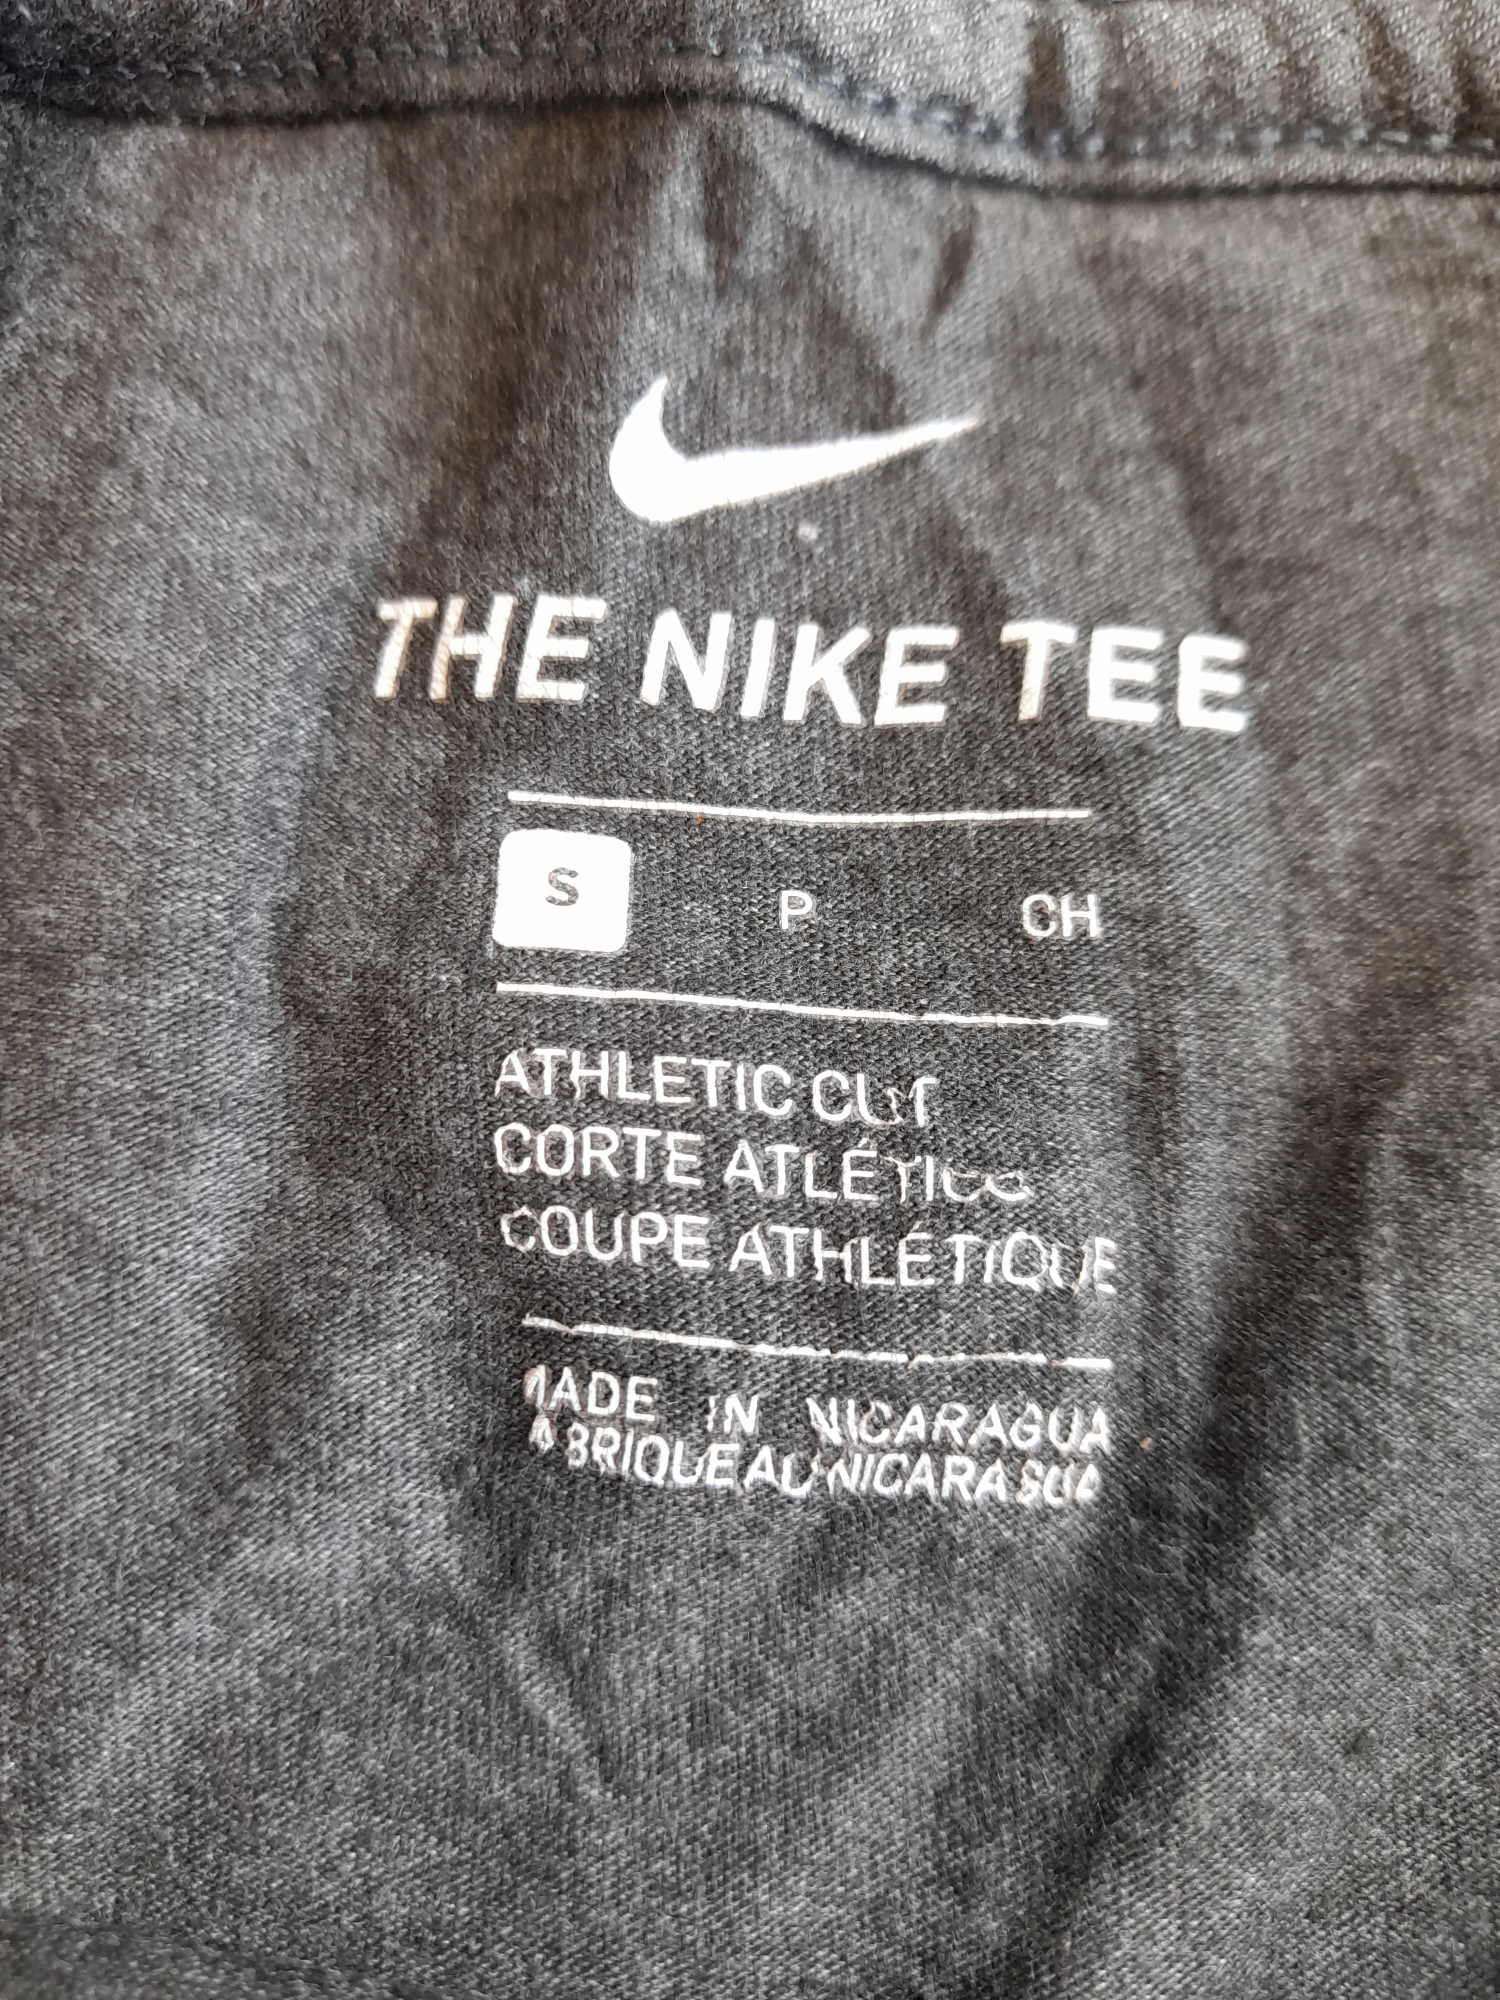 THE NIKE TEE
S P CH
ATHLETIC CUT
CORTE ATLÉTICO
COUPE ATHLÉTIQUE
MADE IN NICARAGUA
FABRIQUE AU NICARAGUA